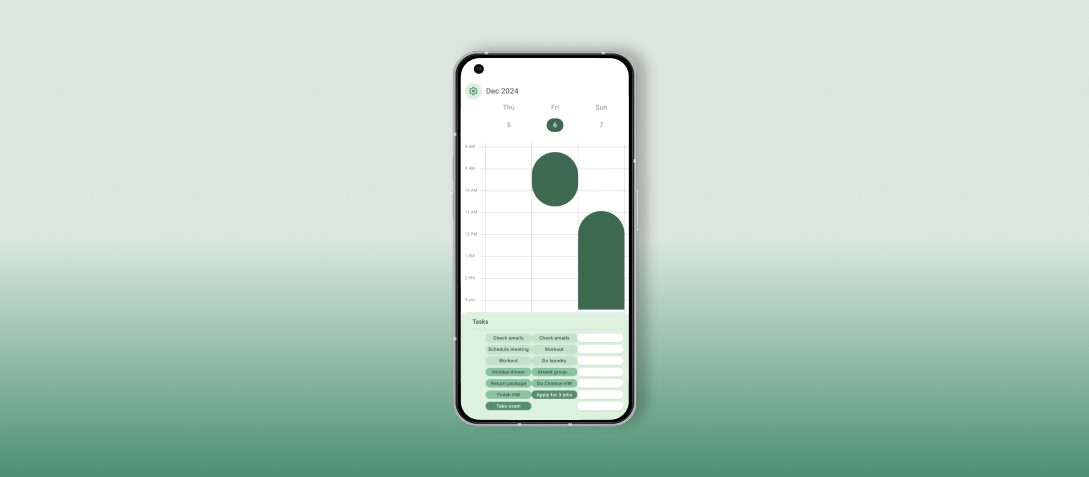 Dec 2024
Thu Fri Sun
5 6 7
8 AM
9 AM
10 AM
11 AM
12 PM
1 PM
2 PM
3 pm
Tasks
Check emails Check emails
Schedule meeting Workout
Workout Do laundry
Holiday dinner Attend group...
Return package Do Chinese HW
Finish HW Apply for 3 jobs
Take exam